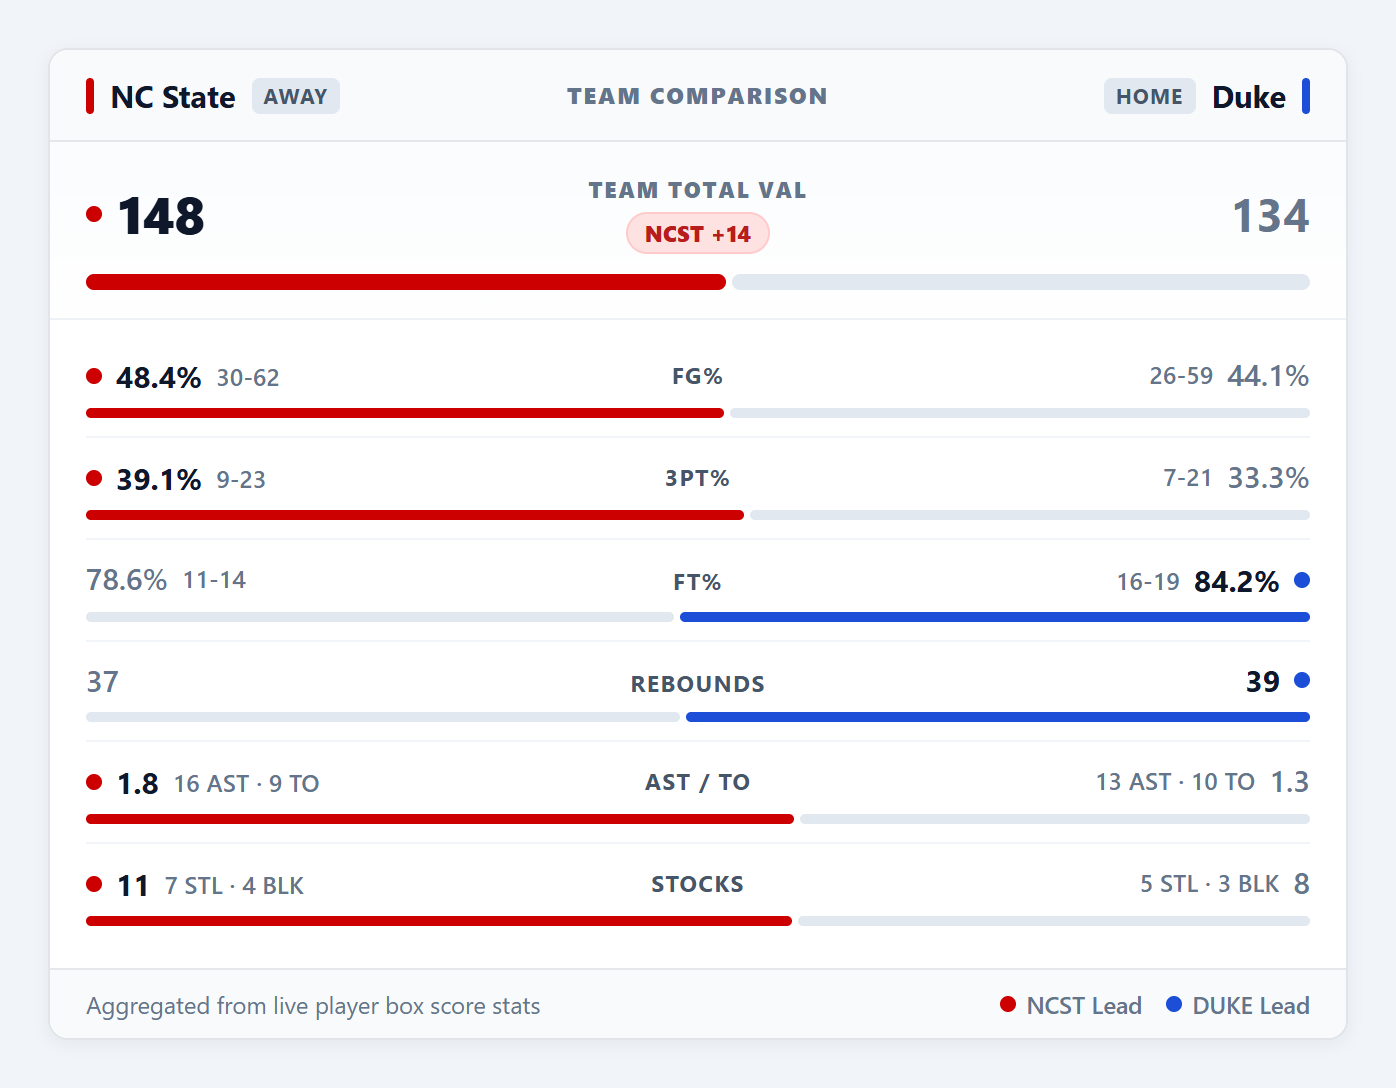 NC State AWAY TEAM COMPARISON HOME Duke
TEAM TOTAL VAL
148 NCST +14 134
48.4% 30-62 FG% 26-59 44.1%
39.1% 9-23 3PT% 7-21 33.3%
78.6% 11-14 FT% 16-19 84.2%
37 REBOUNDS 39
1.8 16 AST · 9 TO AST / TO 13 AST · 10 TO 1.3
11 7 STL · 4 BLK STOCKS 5 STL · 3 BLK 8
Aggregated from live player box score stats NCST Lead DUKE Lead